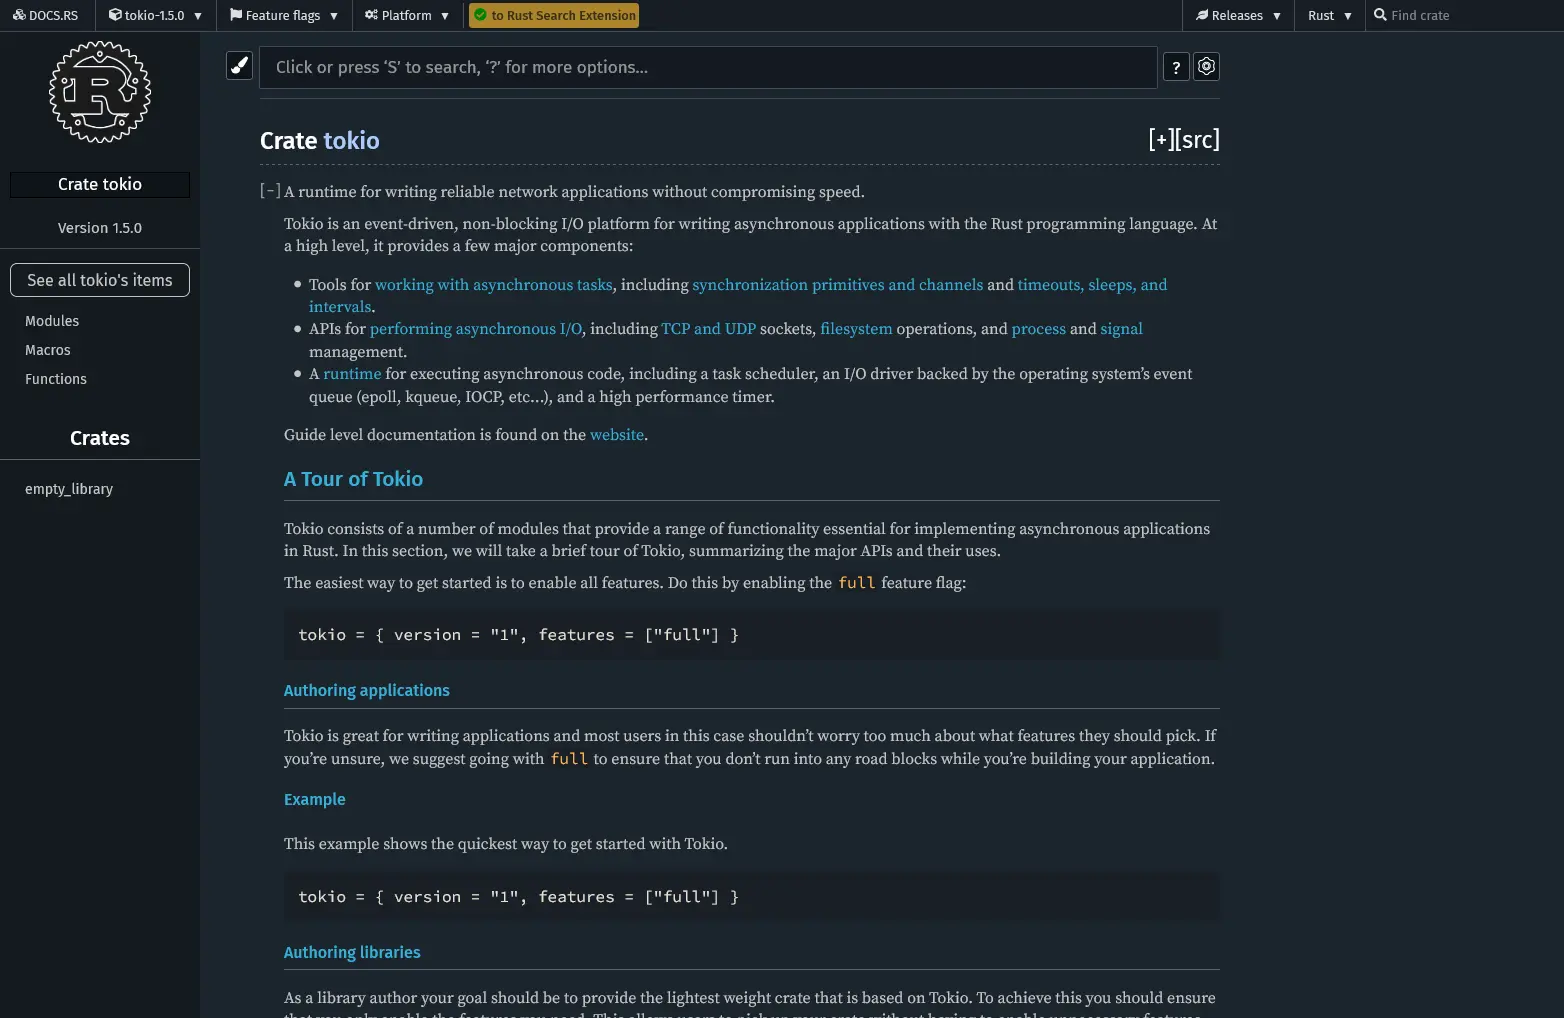 DOCS.RS tokio-1.5.0 ▼ Feature flags ▼ Platform ▼ to Rust Search Extension Releases ▼ Rust ▼ Find crate
Click or press ‘S’ to search, ‘?’ for more options…
?
Crate tokio
Version 1.5.0
See all tokio's items
Modules
Macros
Functions
Crates
empty_library
Crate tokio [+][src]
[−] A runtime for writing reliable network applications without compromising speed.
Tokio is an event-driven, non-blocking I/O platform for writing asynchronous applications with the Rust programming language. At
a high level, it provides a few major components:
• Tools for working with asynchronous tasks, including synchronization primitives and channels and timeouts, sleeps, and
intervals.
• APIs for performing asynchronous I/O, including TCP and UDP sockets, filesystem operations, and process and signal
management.
• A runtime for executing asynchronous code, including a task scheduler, an I/O driver backed by the operating system’s event
queue (epoll, kqueue, IOCP, etc…), and a high performance timer.
Guide level documentation is found on the website.
A Tour of Tokio
Tokio consists of a number of modules that provide a range of functionality essential for implementing asynchronous applications
in Rust. In this section, we will take a brief tour of Tokio, summarizing the major APIs and their uses.
The easiest way to get started is to enable all features. Do this by enabling the full feature flag:
tokio = { version = "1", features = ["full"] }
Authoring applications
Tokio is great for writing applications and most users in this case shouldn’t worry too much about what features they should pick. If
you’re unsure, we suggest going with full to ensure that you don’t run into any road blocks while you’re building your application.
Example
This example shows the quickest way to get started with Tokio.
tokio = { version = "1", features = ["full"] }
Authoring libraries
As a library author your goal should be to provide the lightest weight crate that is based on Tokio. To achieve this you should ensure